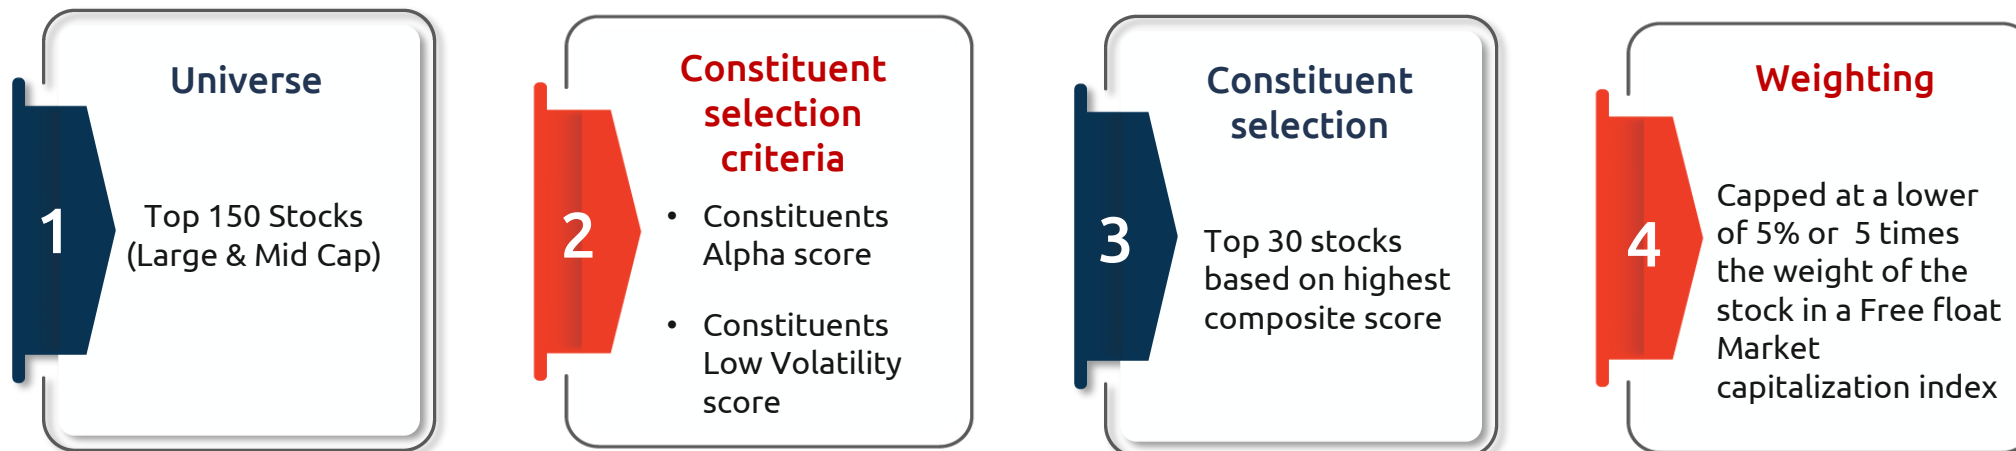 1
Universe
Top 150 Stocks
(Large & Mid Cap)
2
Constituent
selection
criteria
• Constituents
Alpha score
• Constituents
Low Volatility
score
3
Constituent
selection
Top 30 stocks
based on highest
composite score
4
Weighting
Capped at a lower
of 5% or 5 times
the weight of the
stock in a Free float
Market
capitalization index